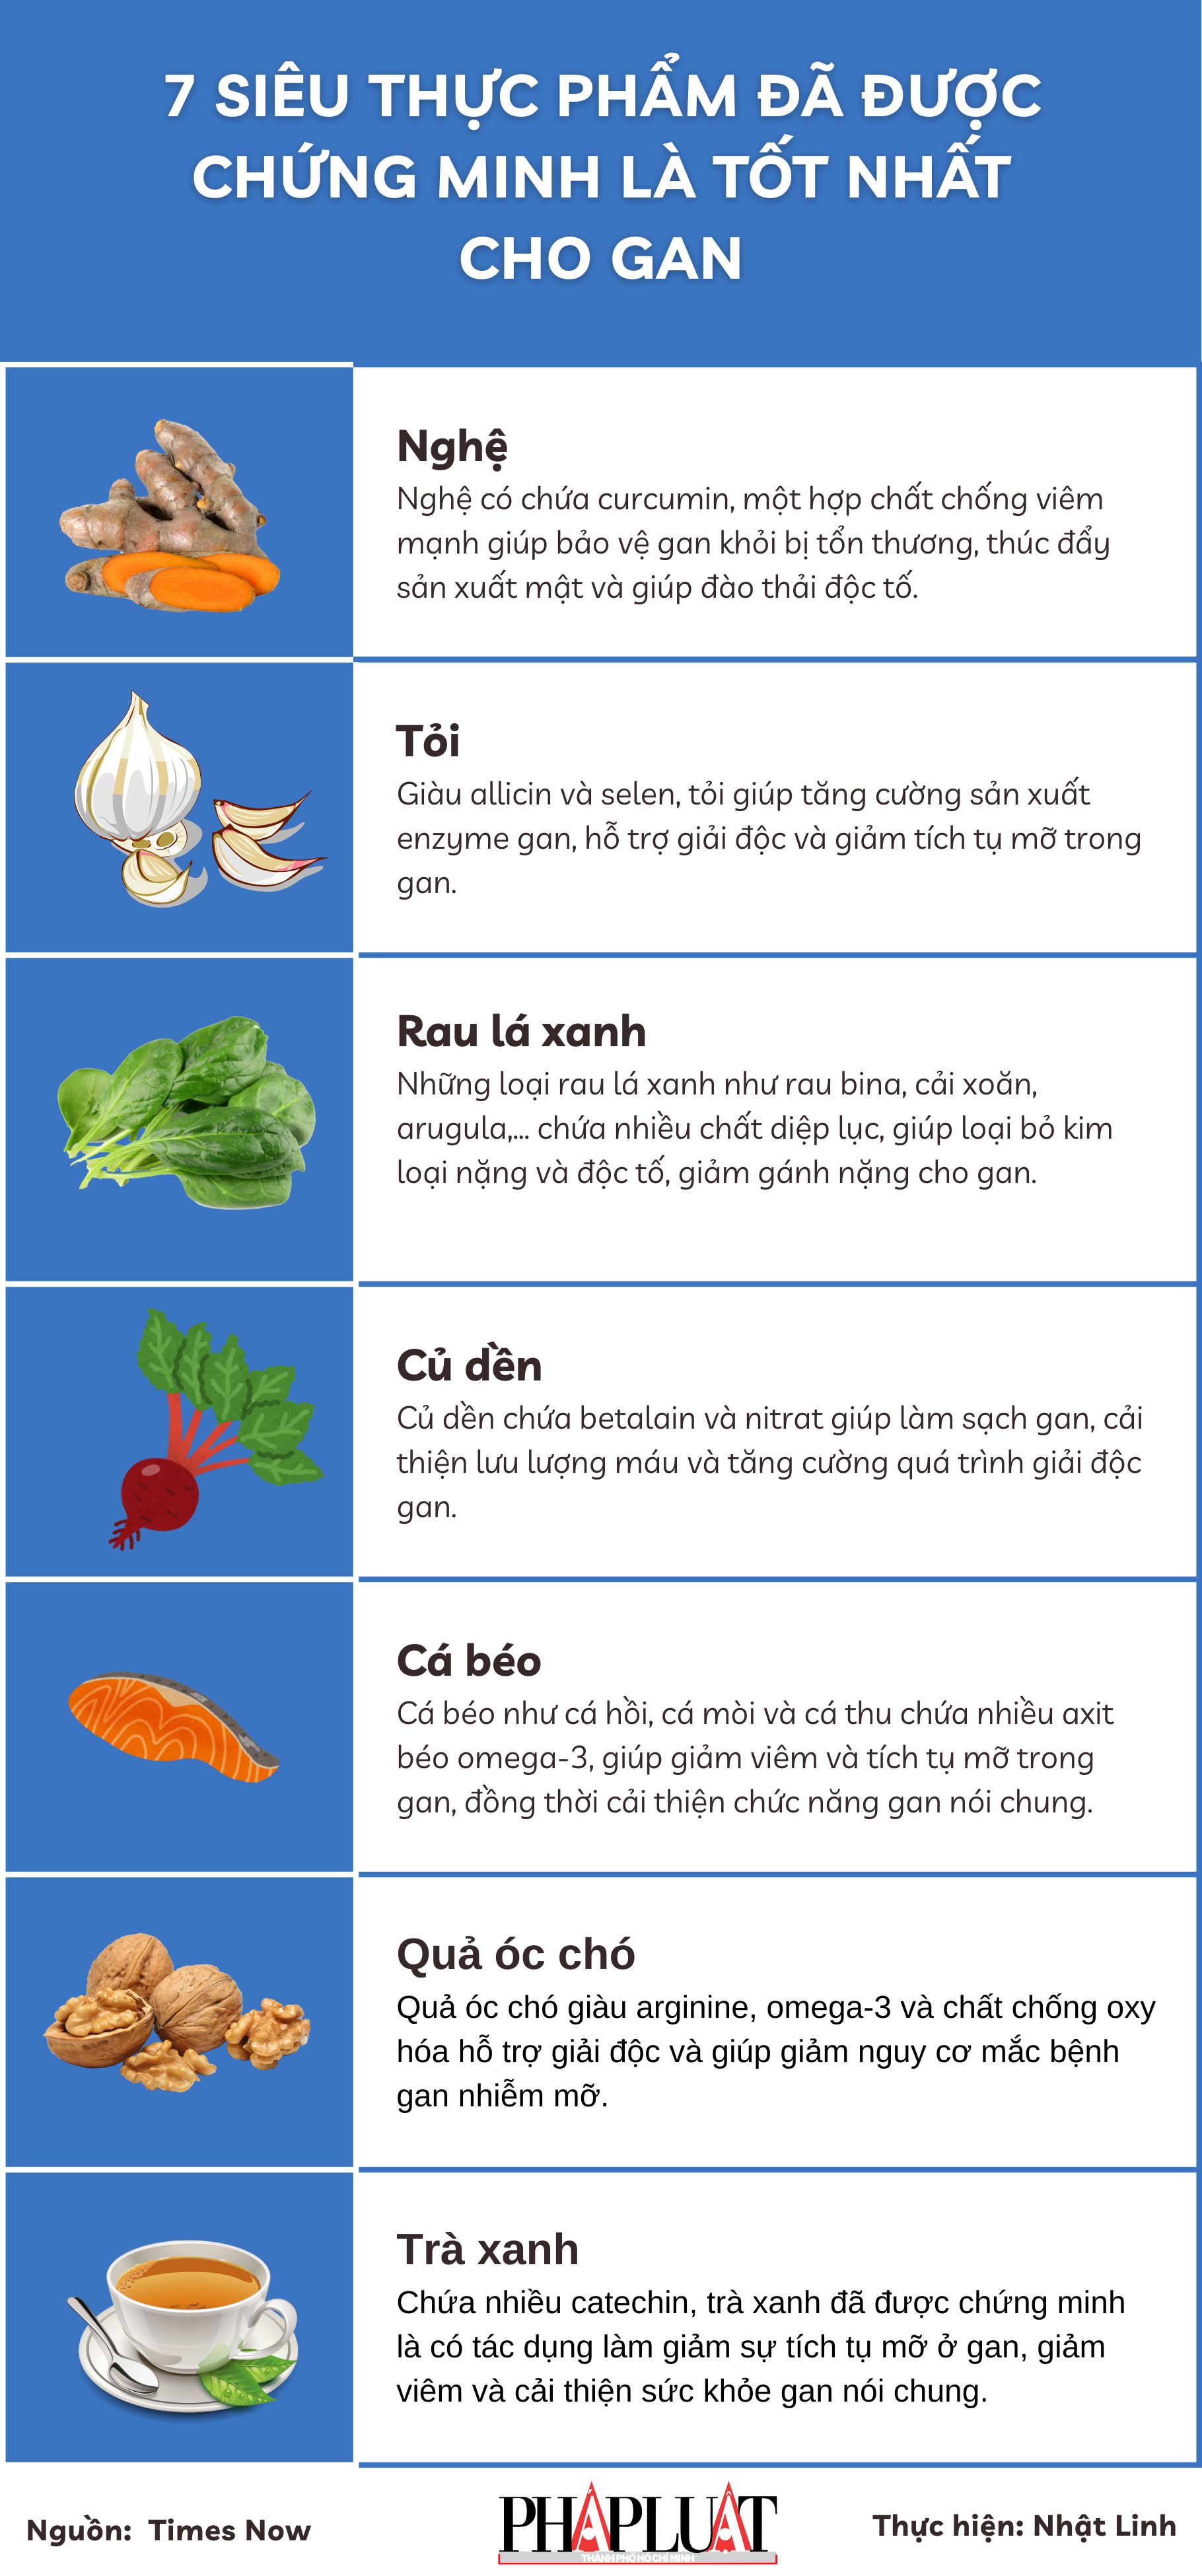 7 SIÊU THỰC PHẨM ĐÃ ĐƯỢC
CHỨNG MINH LÀ TỐT NHẤT
CHO GAN
Nghệ
Nghệ có chứa curcumin, một hợp chất chống viêm
mạnh giúp bảo vệ gan khỏi bị tổn thương, thúc đẩy
sản xuất mật và giúp đào thải độc tố.
Tỏi
Giàu allicin và selen, tỏi giúp tăng cường sản xuất
enzyme gan, hỗ trợ giải độc và giảm tích tụ mỡ trong
gan.
Rau lá xanh
Những loại rau lá xanh như rau bina, cải xoăn,
arugula,... chứa nhiều chất diệp lục, giúp loại bỏ kim
loại nặng và độc tố, giảm gánh nặng cho gan.
Củ dền
Củ dền chứa betalain và nitrat giúp làm sạch gan, cải
thiện lưu lượng máu và tăng cường quá trình giải độc
gan.
Cá béo
Cá béo như cá hồi, cá mòi và cá thu chứa nhiều axit
béo omega-3, giúp giảm viêm và tích tụ mỡ trong
gan, đồng thời cải thiện chức năng gan nói chung.
Quả óc chó
Quả óc chó giàu arginine, omega-3 và chất chống oxy
hóa hỗ trợ giải độc và giúp giảm nguy cơ mắc bệnh
gan nhiễm mỡ.
Trà xanh
Chứa nhiều catechin, trà xanh đã được chứng minh
là có tác dụng làm giảm sự tích tụ mỡ ở gan, giảm
viêm và cải thiện sức khỏe gan nói chung.
Nguồn: Times Now
PHÁPLUẬT
THÀNH PHỐ HỒ CHÍ MINH
Thực hiện: Nhật Linh